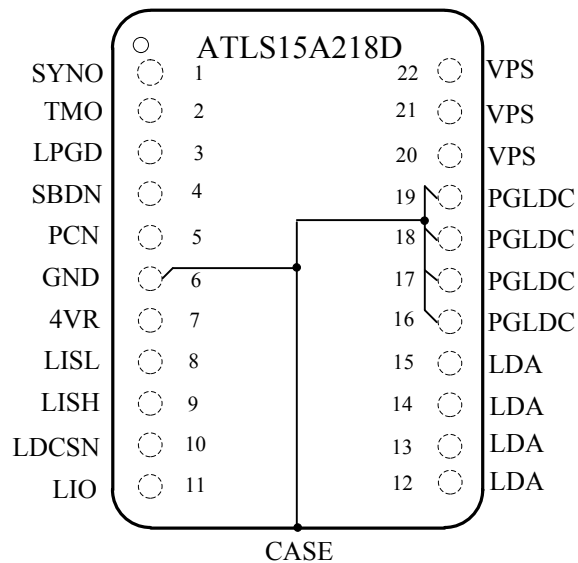 ATLS15A218D
SYNO 1 22 VPS
TMO 2 21 VPS
LPGD 3 20 VPS
SBDN 4 19 PGLDC
PCN 5 18 PGLDC
GND 6 17 PGLDC
4VR 7 16 PGLDC
LISL 8 15 LDA
LISH 9 14 LDA
LDCSN 10 13 LDA
LIO 11 12 LDA
CASE